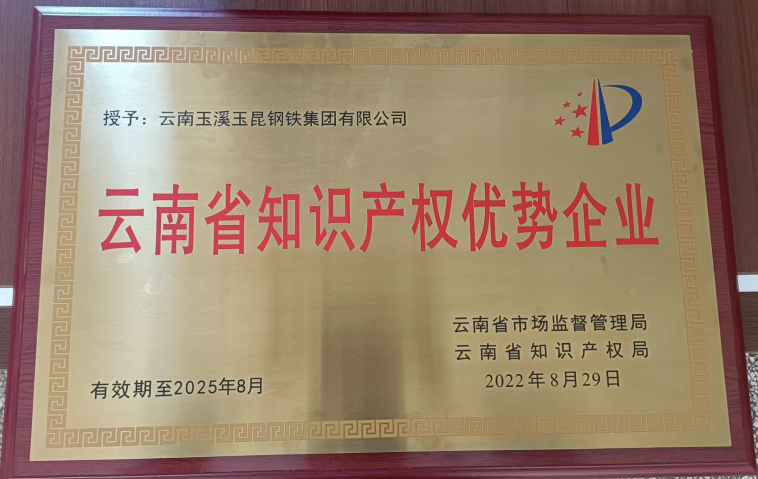 授予：云南玉溪玉昆钢铁集团有限公司
云南省知识产权优势企业
云南省市场监督管理局
云南省知识产权局
有效期至2025年8月
2022年8月29日